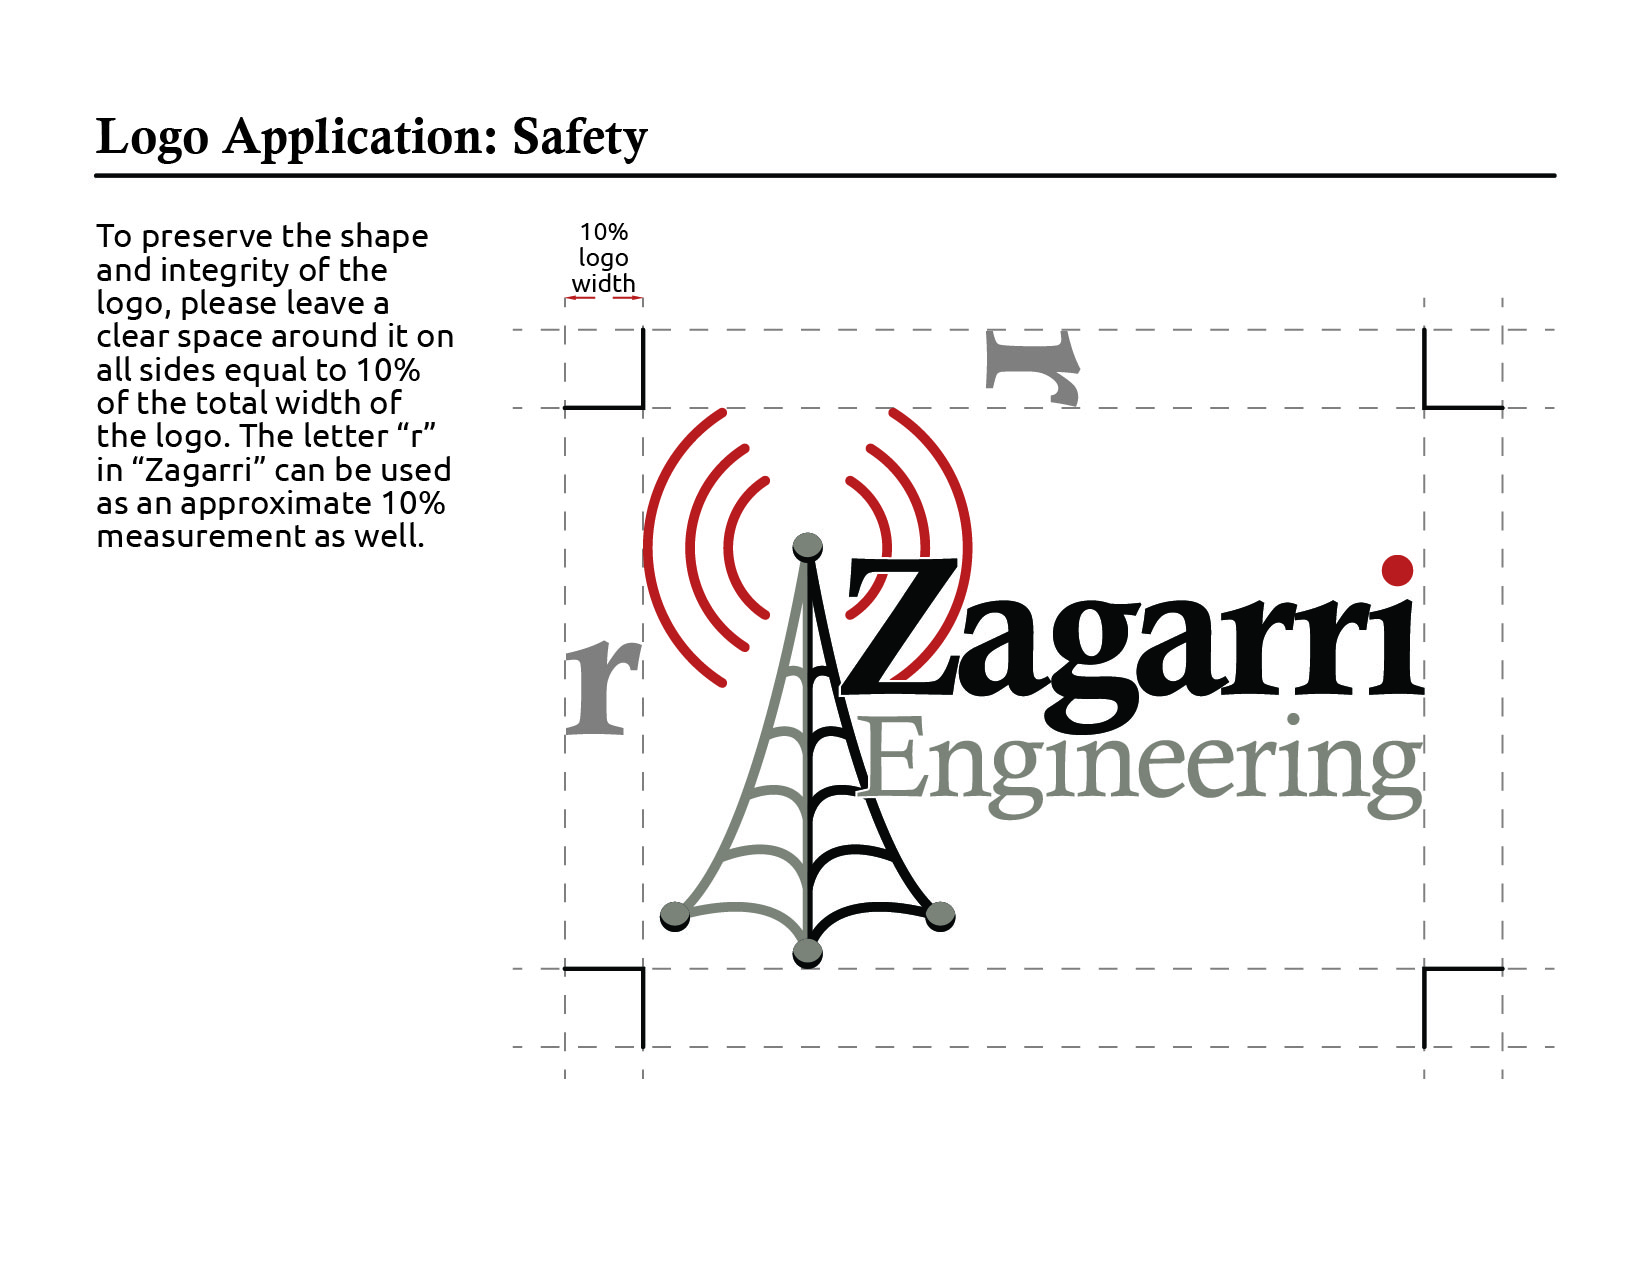 Logo Application: Safety
To preserve the shape
and integrity of the
logo, please leave a
clear space around it on
all sides equal to 10%
of the total width of
the logo. The letter “r”
in “Zagarri” can be used
as an approximate 10%
measurement as well.
10%
logo
width
r
r
Zagarri
Engineering